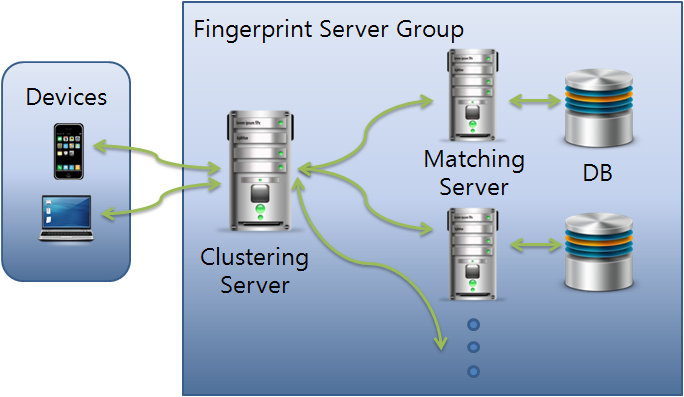 Fingerprint Server Group
Devices
Clustering
Server
Matching
Server
DB